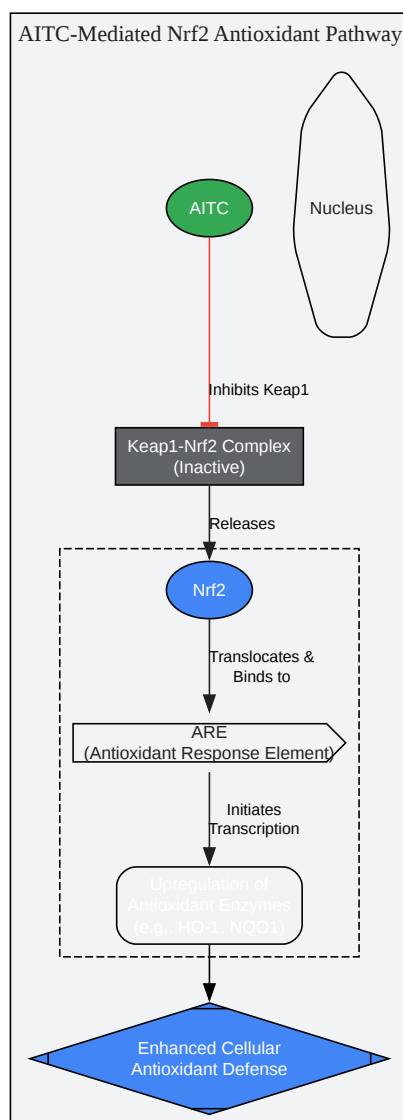 AITC-Mediated Nrf2 Antioxidant Pathway
Nucleus
AITC
Inhibits Keap1
Keap1-Nrf2 Complex
(Inactive)
Releases
Nrf2
Translocates &
Binds to
ARE
(Antioxidant Response Element)
Initiates
Transcription
Upregulation of
Antioxidant Enzymes
(e.g., HO-1, NQO1)
Enhanced Cellular
Antioxidant Defense